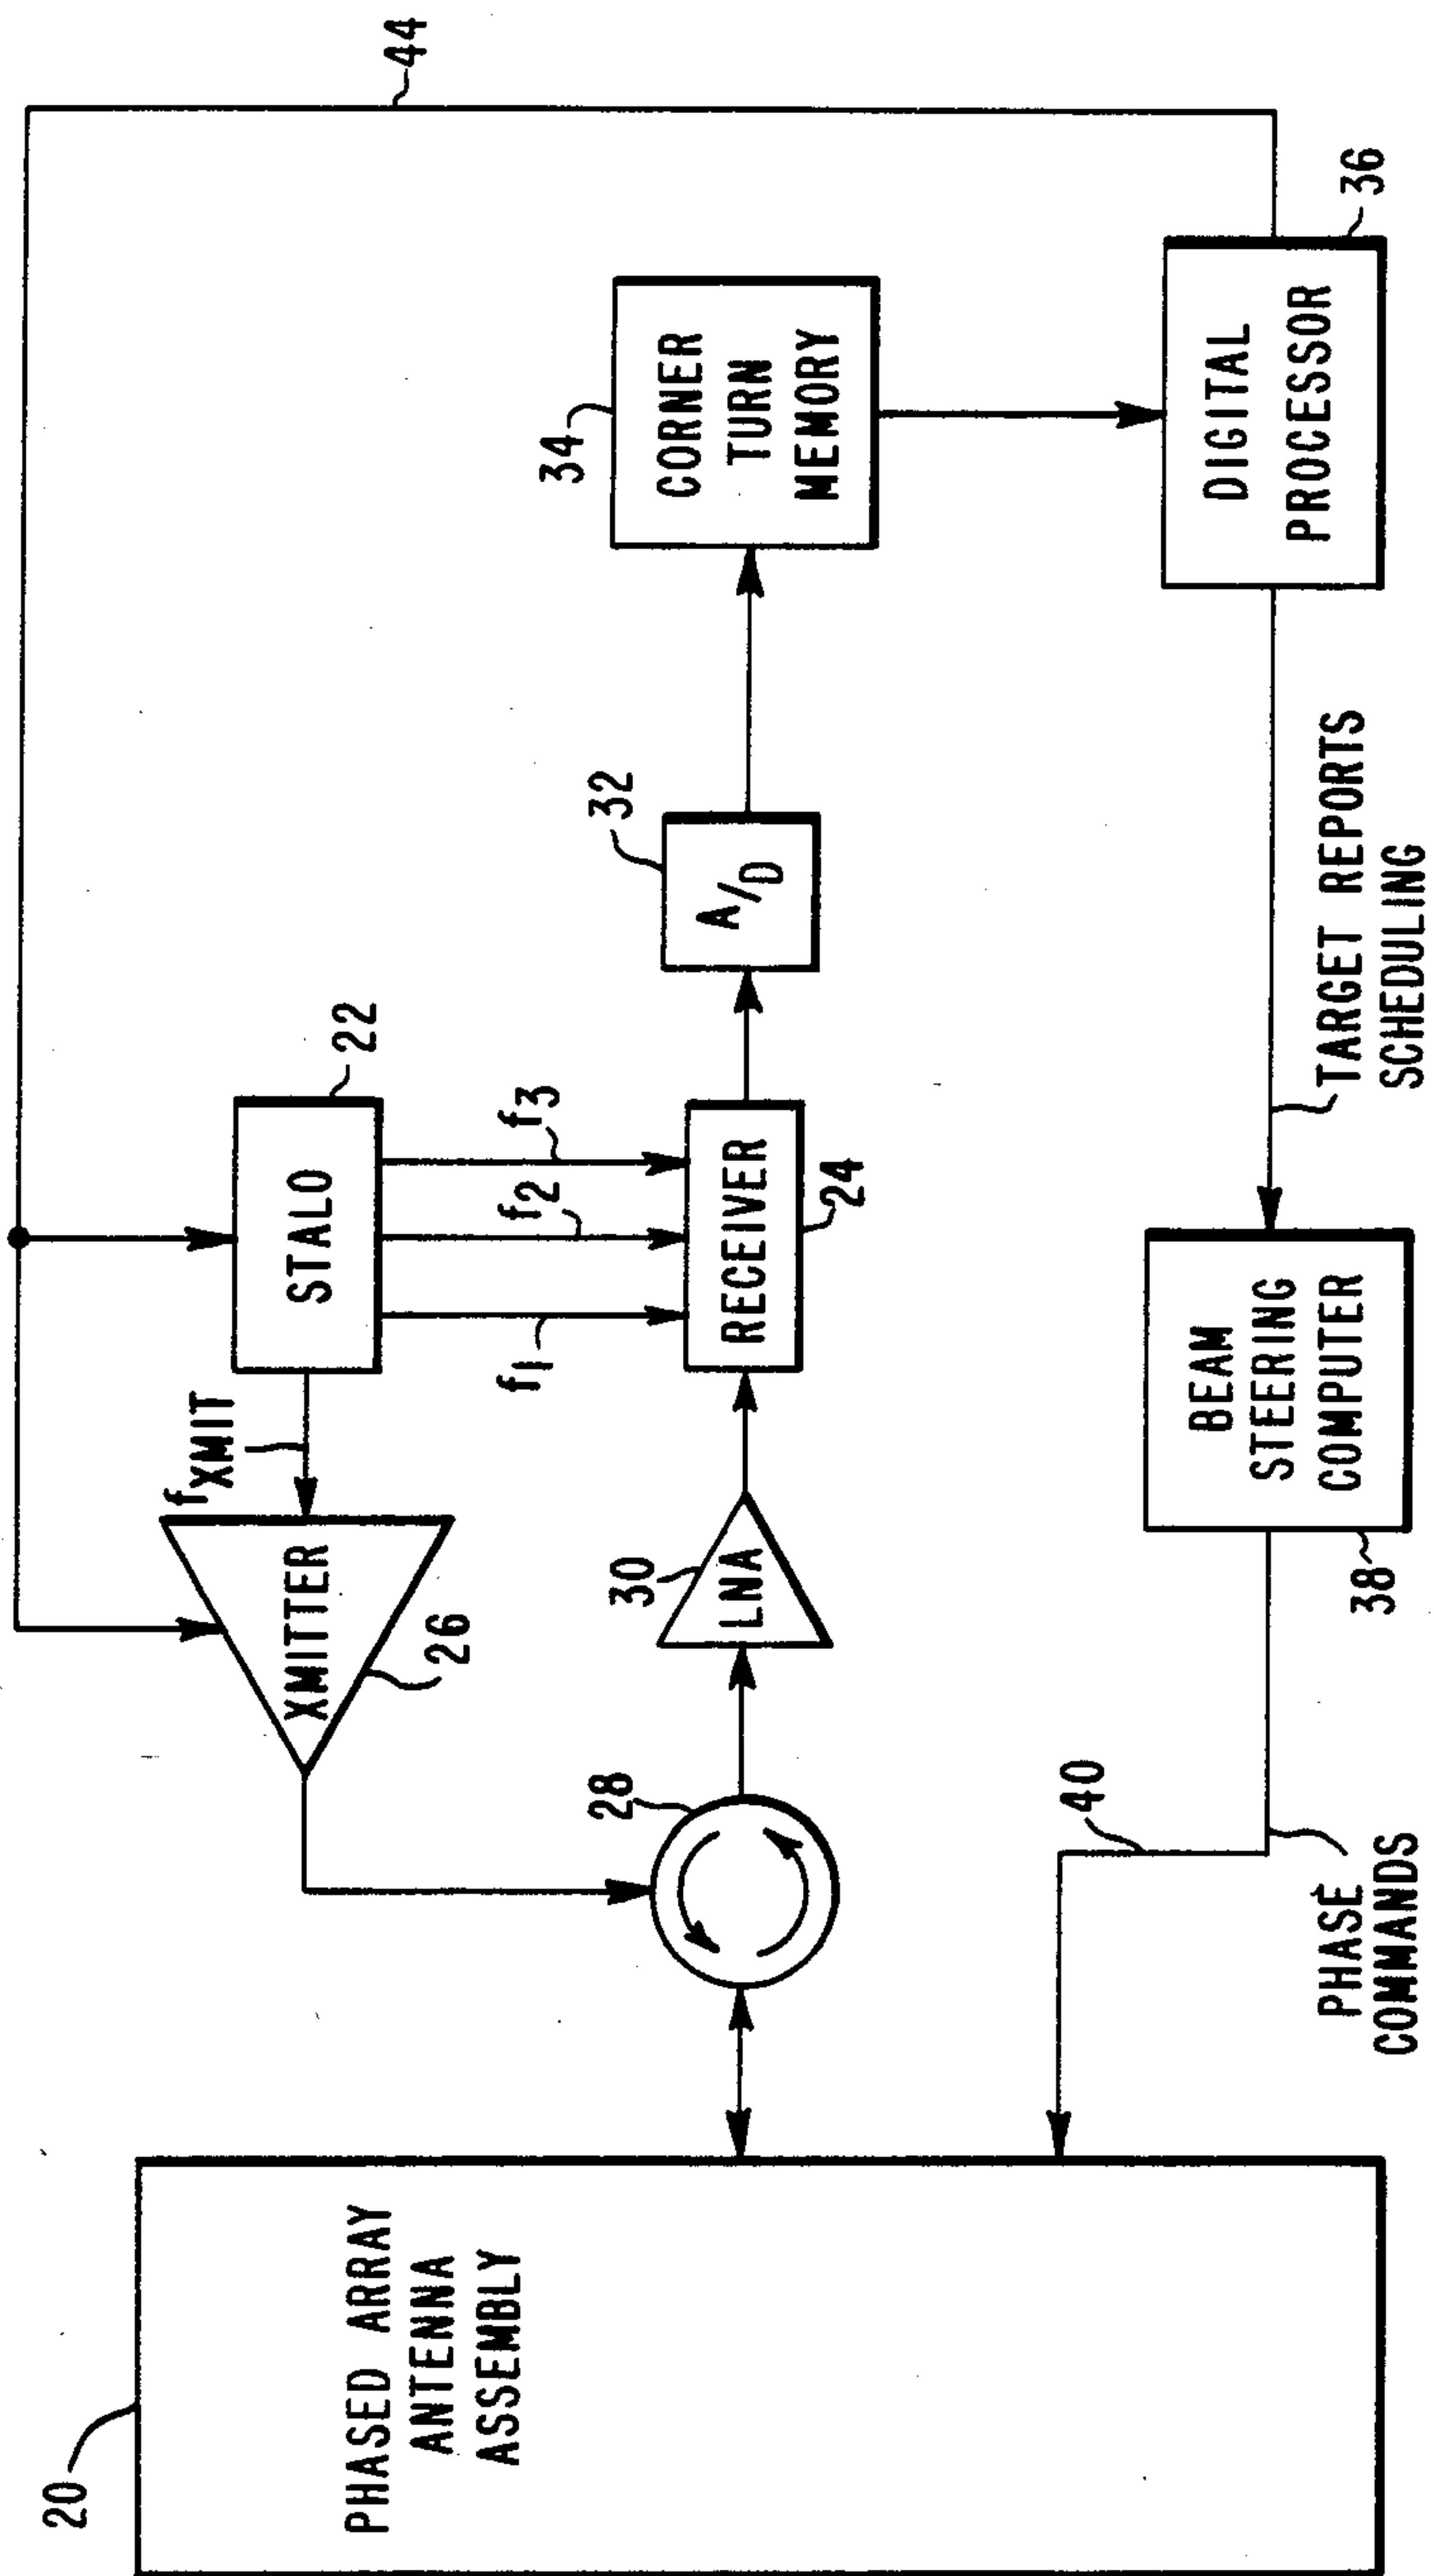 44
f XMIT
XMITTER
26
STALO
22
f1
f2
f3
20
PHASED ARRAY
ANTENNA
ASSEMBLY
28
30
LNA
RECEIVER
24
32
A/D
34
CORNER
TURN
MEMORY
40
PHASE
COMMANDS
BEAM
STEERING
COMPUTER
38
TARGET REPORTS
SCHEDULING
DIGITAL
PROCESSOR
36